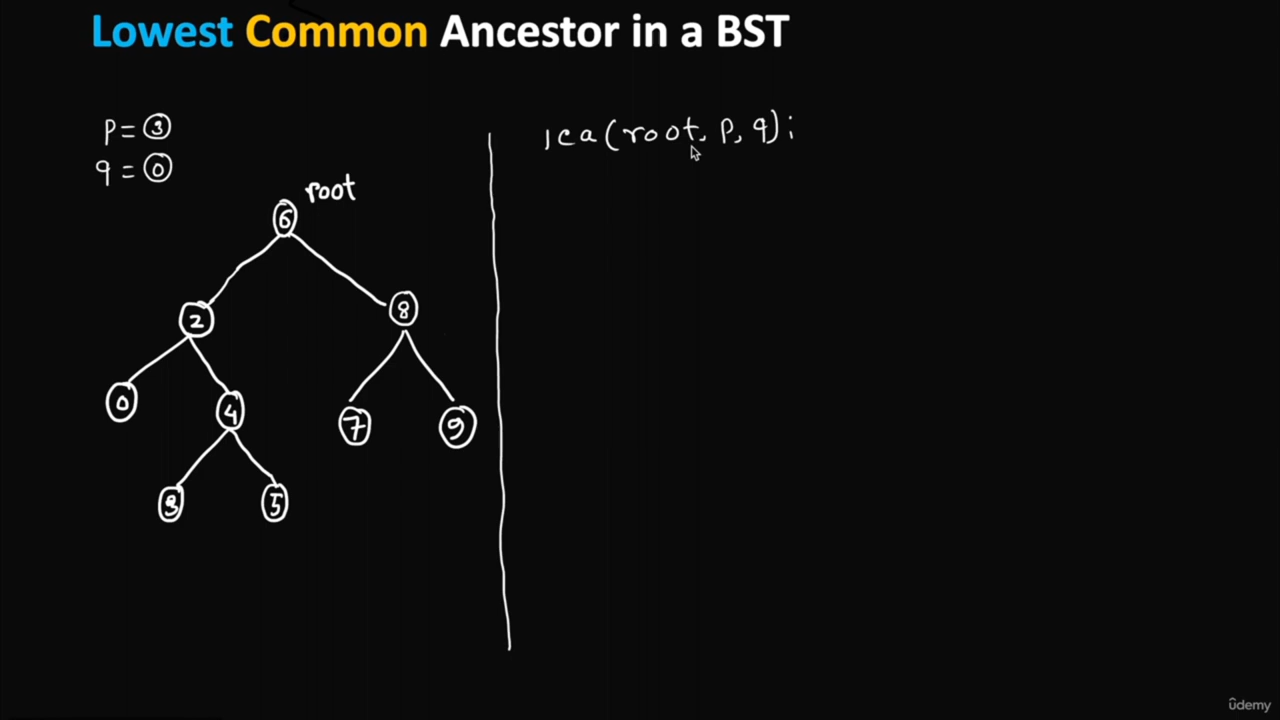 Lowest Common Ancestor in a BST
p = 3
q = 0
lca(root, p, q);
root
6
2
8
0
4
7
9
3
5
ûdemy